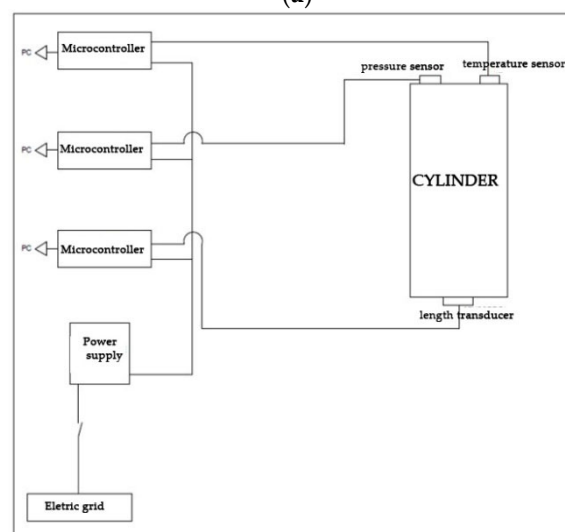 (a)
PC
Microcontroller
pressure sensor
temperature sensor
PC
Microcontroller
CYLINDER
PC
Microcontroller
length transducer
Power
supply
Eletric grid